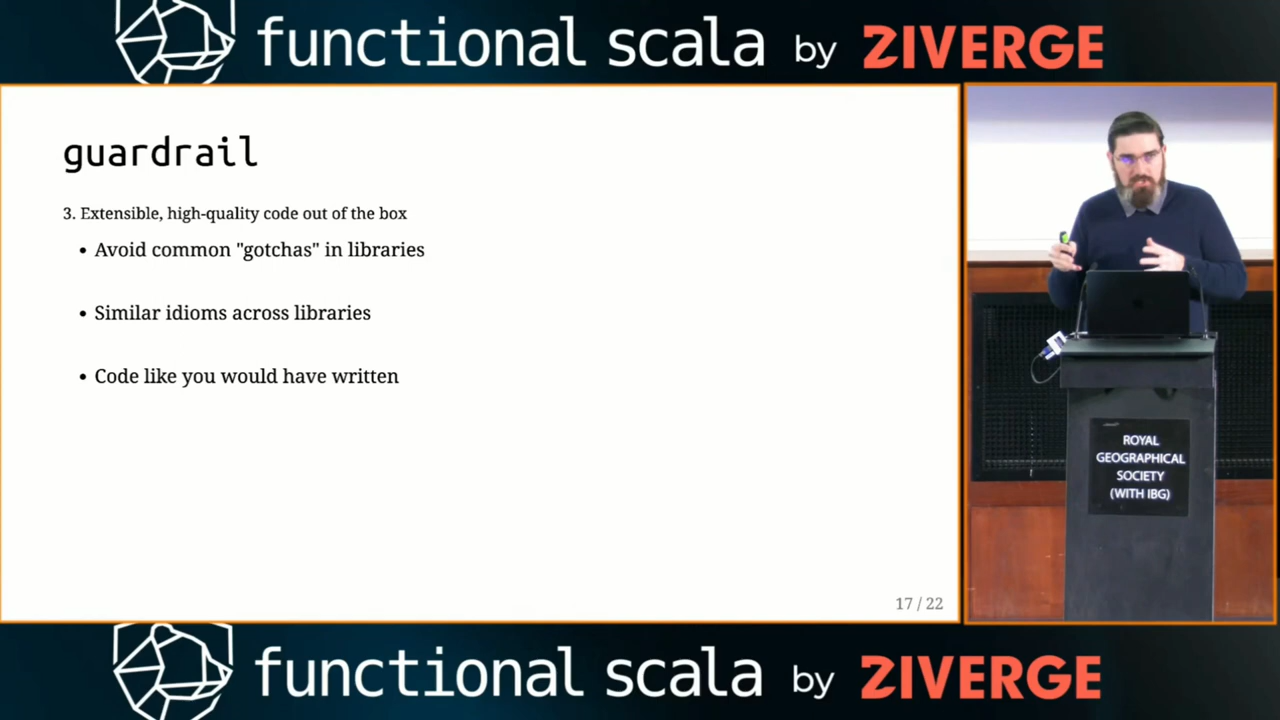 functional scala by ZIVERGE
guardrail
3. Extensible, high-quality code out of the box
• Avoid common "gotchas" in libraries
• Similar idioms across libraries
• Code like you would have written
17 / 22
ROYAL
GEOGRAPHICAL
SOCIETY
(WITH IBG)
functional scala by ZIVERGE